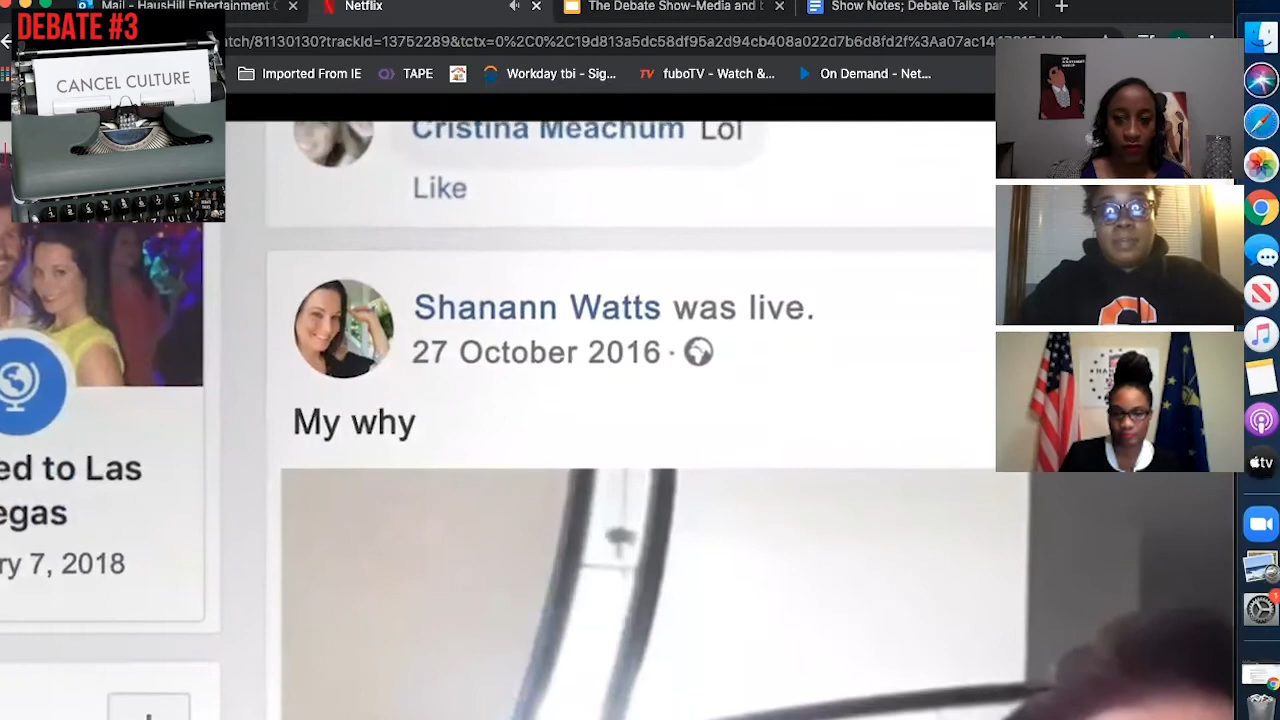 DEBATE #3
CANCEL CULTURE
Mail - HausHill Entertainment
Netflix
The Debate Show-Media and t
Show Notes; Debate Talks
Imported From IE
TAPE
Workday tbi - Sig...
fuboTV - Watch &...
On Demand - Nas...
Cristina Meachum Lol
Like
Shanann Watts was live.
27 October 2016 ·
My why
ed to Las
egas
ry 7, 2018
tv